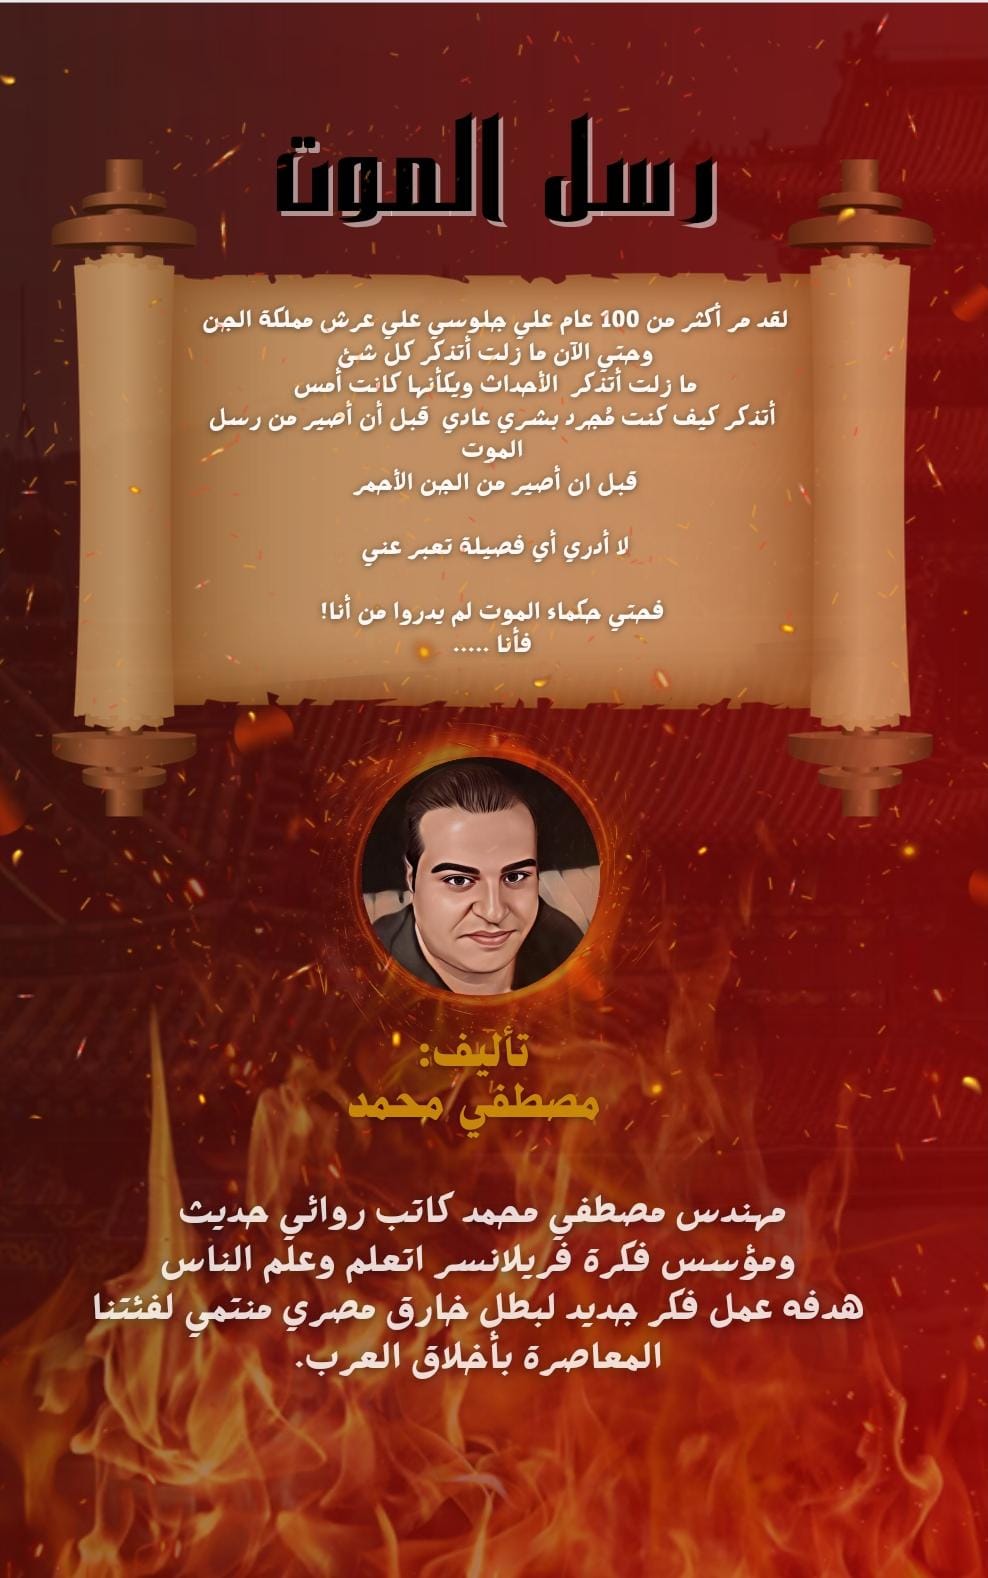 رسل الموت
لقد مر أكثر من 100 عام علي جلوسي علي عرش مملكة الجن
وحتي الآن ما زلت أتذكر كل شئ
ما زلت أتذكر الأحداث ويكأنها كانت أمس
أتذكر كيف كنت مُجرد بشري عادي قبل أن أصير من رسل
الموت
قبل ان أصير من الجن الأحمر
لا أدري أي فصيلة تعبر عني
فحتي حكماء الموت لم يدروا من أنا!
فأنا .....
تأليف:
مصطفي محمد
مهندس مصطفي محمد كاتب روائي حديث
ومؤسس فكرة فريلانسر اتعلم وعلم الناس
هدفه عمل فكر جديد لبطل خارق مصري منتمي لفئتنا
المعاصرة بأخلاق العرب.